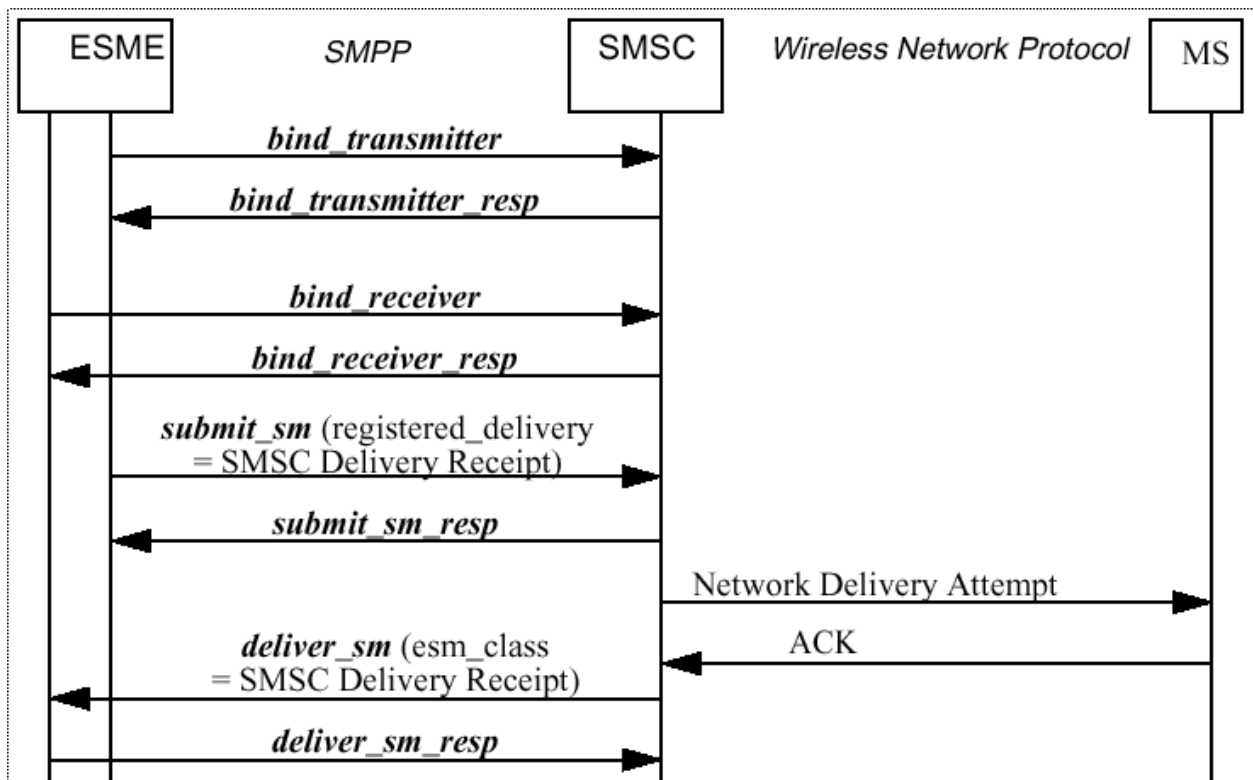 ESME
SMPP
SMSC
Wireless Network Protocol
MS
bind_transmitter
bind_transmitter_resp
bind_receiver
bind_receiver_resp
submit_sm (registered_delivery
= SMSC Delivery Receipt)
submit_sm_resp
Network Delivery Attempt
ACK
deliver_sm (esm_class
= SMSC Delivery Receipt)
deliver_sm_resp